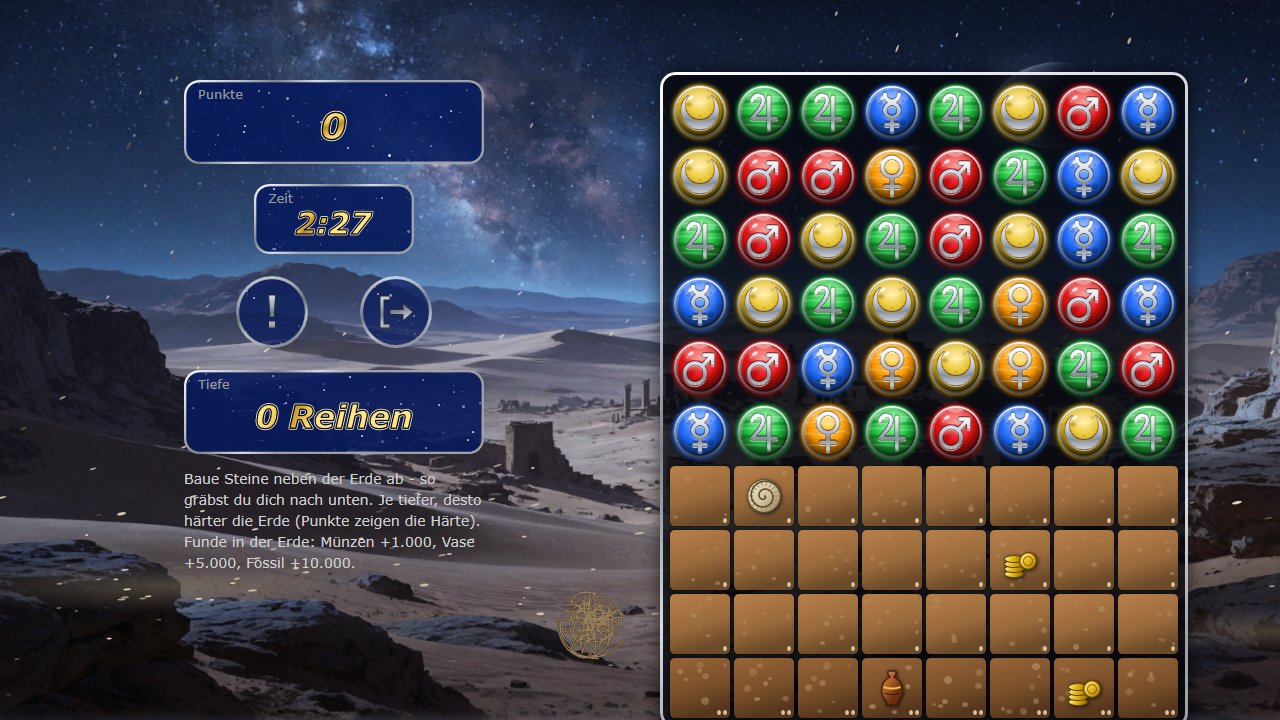 Punkte
0
Zeit
2:27
!
Tiefe
0 Reihen
Baue Steine neben der Erde ab - so
gräbst du dich nach unten. Je tiefer, desto
härter die Erde (Punkte zeigen die Härte).
Funde in der Erde: Münzen +1.000, Vase
+5.000, Fossil +10.000.